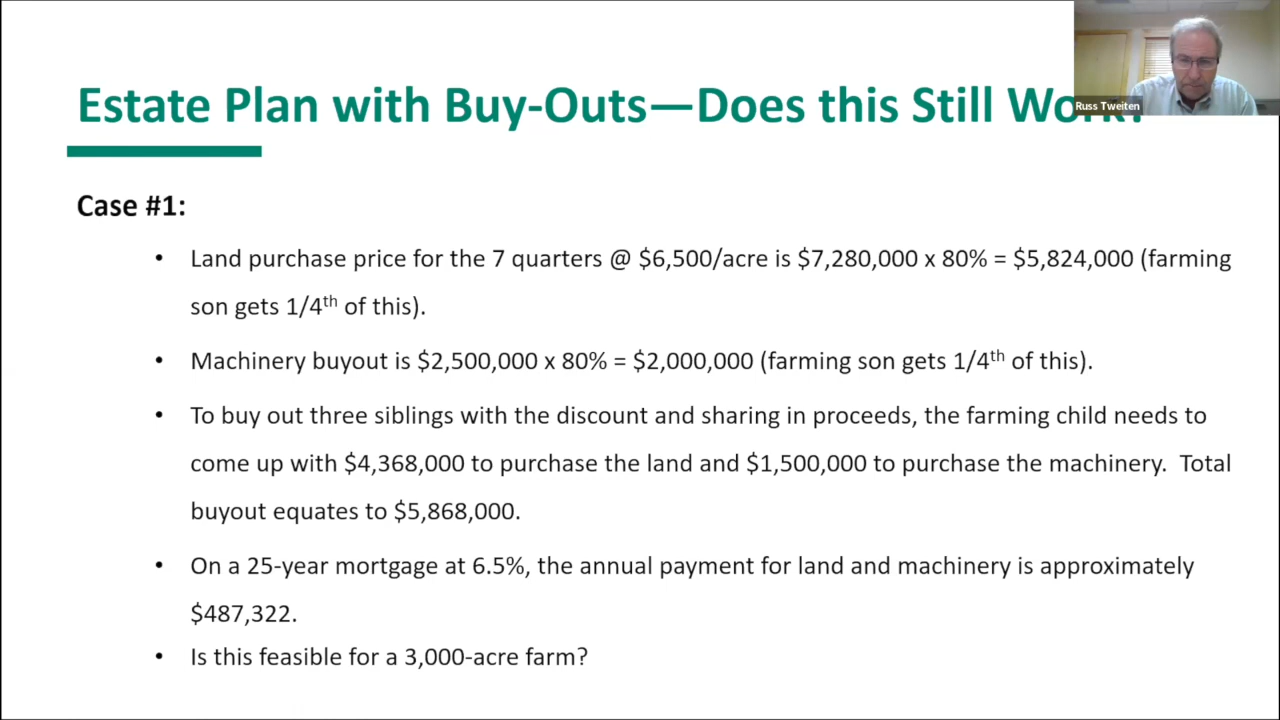 Estate Plan with Buy-Outs—Does this Still Work?
Russ Tweiten
Case #1:
• Land purchase price for the 7 quarters @ $6,500/acre is $7,280,000 x 80% = $5,824,000 (farming
son gets 1/4th of this).
• Machinery buyout is $2,500,000 x 80% = $2,000,000 (farming son gets 1/4th of this).
• To buy out three siblings with the discount and sharing in proceeds, the farming child needs to
come up with $4,368,000 to purchase the land and $1,500,000 to purchase the machinery. Total
buyout equates to $5,868,000.
• On a 25-year mortgage at 6.5%, the annual payment for land and machinery is approximately
$487,322.
• Is this feasible for a 3,000-acre farm?